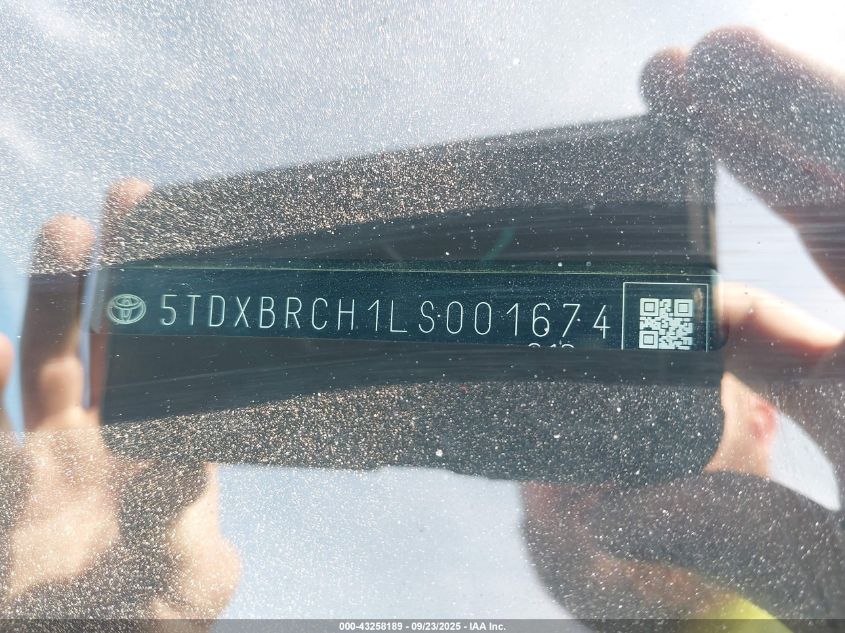 5TDXBRCH1LS001674
000-43258189 - 09/23/2025 - IAA Inc.